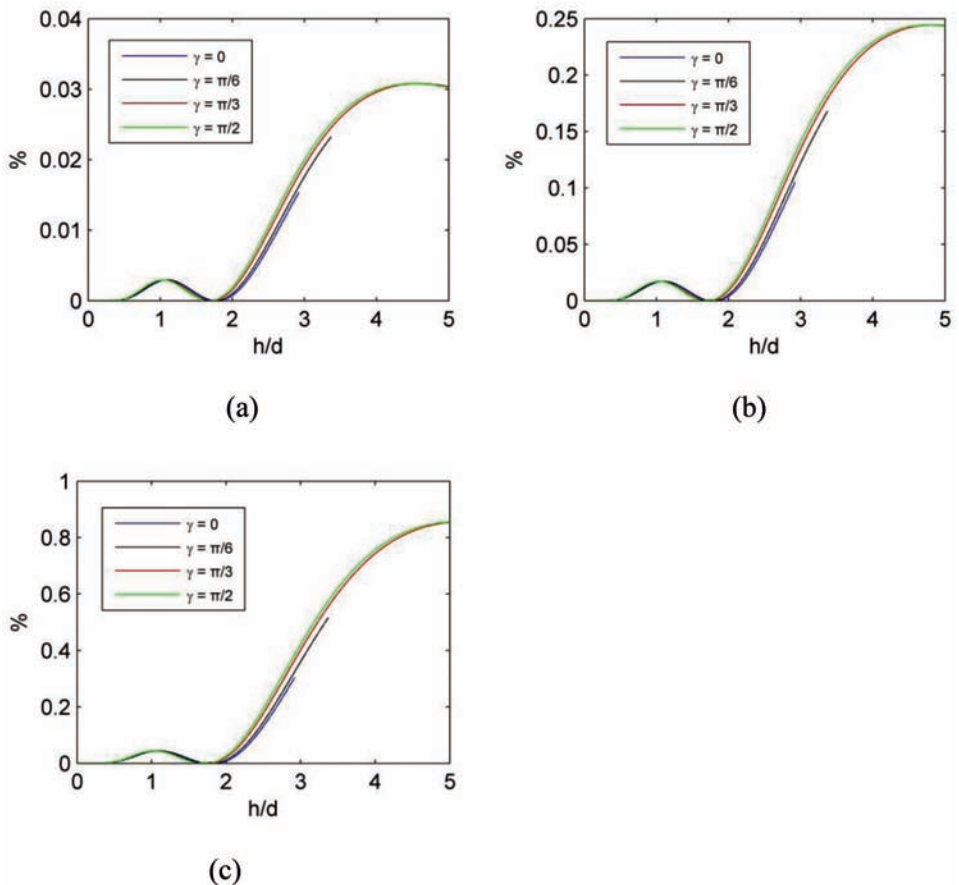 0.04
0.03
0.02
0.01
0
%
γ = 0
γ = π/6
γ = π/3
γ = π/2
0 1 2 3 4 5
h/d
(a)
0.25
0.2
0.15
0.1
0.05
0
%
γ = 0
γ = π/6
γ = π/3
γ = π/2
0 1 2 3 4 5
h/d
(b)
1
0.8
0.6
0.4
0.2
0
%
γ = 0
γ = π/6
γ = π/3
γ = π/2
0 1 2 3 4 5
h/d
(c)